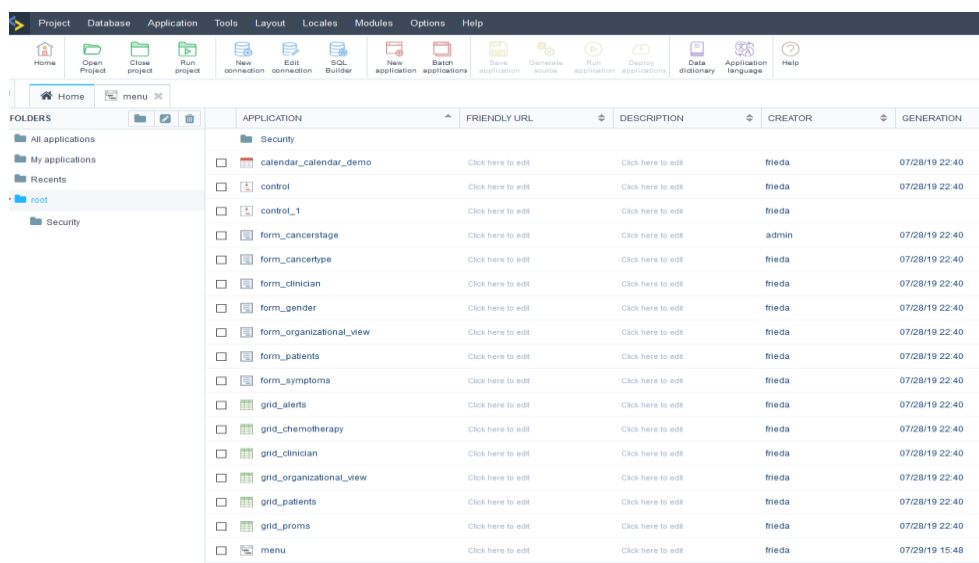 Project Database Application Tools Layout Locales Modules Options Help
Home Open Project Close project Run project New connection Edit connection SQL Builder New application Batch applications Save application Generate source Run application Deploy applications Data dictionary Application language Help
Home menu
FOLDERS APPLICATION FRIENDLY URL DESCRIPTION CREATOR GENERATION
All applications Security
My applications calendar_calendar_demo Click here to edit Click here to edit frieda 07/28/19 22:40
Recents control Click here to edit Click here to edit frieda 07/28/19 22:40
root control_1 Click here to edit Click here to edit frieda
Security form_cancerstage Click here to edit Click here to edit admin 07/28/19 22:40
form_cancertype Click here to edit Click here to edit frieda 07/28/19 22:40
form_clinician Click here to edit Click here to edit frieda 07/28/19 22:40
form_gender Click here to edit Click here to edit frieda 07/28/19 22:40
form_organizational_view Click here to edit Click here to edit frieda 07/28/19 22:40
form_patients Click here to edit Click here to edit frieda 07/28/19 22:40
form_symptoms Click here to edit Click here to edit frieda 07/28/19 22:40
grid_alerts Click here to edit Click here to edit frieda 07/28/19 22:40
grid_chemotherapy Click here to edit Click here to edit frieda 07/28/19 22:40
grid_clinician Click here to edit Click here to edit frieda 07/28/19 22:40
grid_organizational_view Click here to edit Click here to edit frieda 07/28/19 22:40
grid_patients Click here to edit Click here to edit frieda 07/28/19 22:40
grid_proms Click here to edit Click here to edit frieda 07/28/19 22:40
menu Click here to edit Click here to edit frieda 07/29/19 15:48